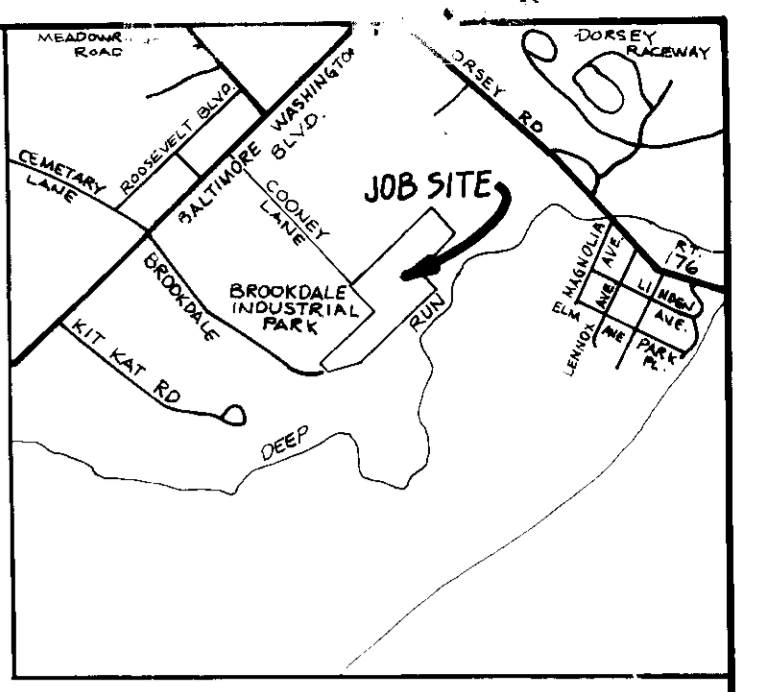 MEADOWR
ROAD
DORSEY
RACEWAY
DORSEY RD
BALTIMORE WASHINGTON
BLVD.
ROOSEVELT BLVD.
CEMETARY
LANE
COONEY
LANE
JOB SITE
BROOKDALE
BROOKDALE
INDUSTRIAL
PARK
RUN
KIT KAT RD
DEEP
MAGNOLIA
AVE.
RT.
176
LINDEN
AVE.
ELM
AVE
LENNOX
AVE.
PARK
PL.